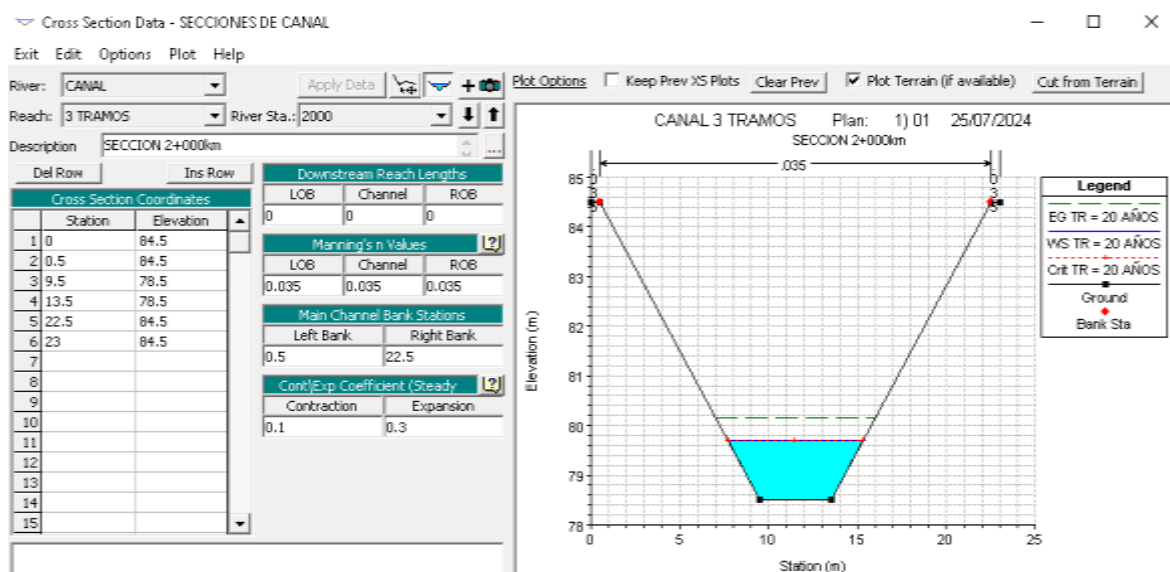 Cross Section Data - SECCIONES DE CANAL
Exit Edit Options Plot Help
River: CANAL
Apply Data
Reach: 3 TRAMOS
River Sta.: 2000
Description SECCION 2+000km
...
Del Row
Ins Row
Cross Section Coordinates
Station Elevation
1 0 84.5
2 0.5 84.5
3 9.5 78.5
4 13.5 78.5
5 22.5 84.5
6 23 84.5
7
8
9
10
11
12
13
14
15
Downstream Reach Lengths
LOB Channel ROB
0 0 0
Manning's n Values
?
LOB Channel ROB
0.035 0.035 0.035
Main Channel Bank Stations
Left Bank Right Bank
0.5 22.5
Cont\Exp Coefficient (Steady
?
Contraction Expansion
0.1 0.3
Plot Options
Keep Prev XS Plots
Clear Prev
Plot Terrain (if available)
Cut from Terrain
CANAL 3 TRAMOS Plan: 1) 01 25/07/2024
SECCION 2+000km
.035
Elevation (m)
85
84
83
82
81
80
79
78
0 5 10 15 20 25
Station (m)
Legend
EG TR = 20 AÑOS
WS TR = 20 AÑOS
Crit TR = 20 AÑOS
Ground
Bank Sta